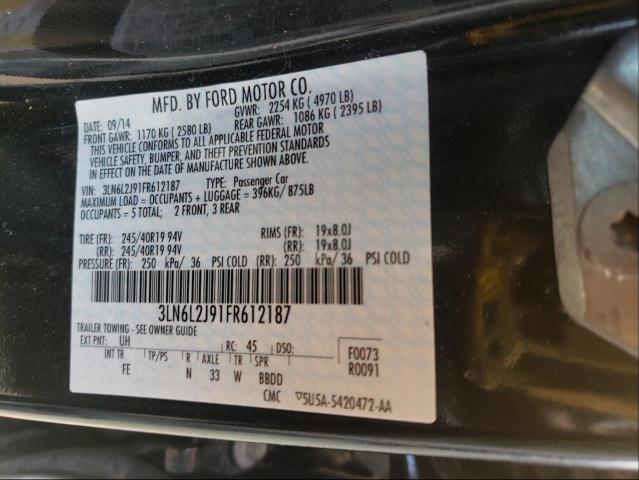 MFD. BY FORD MOTOR CO.
DATE: 09/14 GVWR: 2254 KG ( 4970 LB)
FRONT GAWR: 1170 KG ( 2580 LB) REAR GAWR: 1086 KG ( 2395 LB)
THIS VEHICLE CONFORMS TO ALL APPLICABLE FEDERAL MOTOR
VEHICLE SAFETY, BUMPER, AND THEFT PREVENTION STANDARDS
IN EFFECT ON THE DATE OF MANUFACTURE SHOWN ABOVE.
VIN: 3LN6L2J91FR612187 TYPE: Passenger Car
MAXIMUM LOAD = OCCUPANTS + LUGGAGE = 396KG/ 875LB
OCCUPANTS = 5 TOTAL; 2 FRONT, 3 REAR
TIRE (FR): 245/40R19 94V RIMS (FR): 19x8.0J
(RR): 245/40R19 94V (RR): 19x8.0J
PRESSURE (FR): 250 kPa/ 36 PSI COLD (RR): 250 kPa/ 36 PSI COLD
3LN6L2J91FR612187
TRAILER TOWING - SEE OWNER GUIDE
EXT PNT: UH RC: 45 DSO: F0073
INT TR TP/PS R AXLE TR SPR R0091
FE N 33 W BBDD
CMC ▽5U5A-5420472-AA